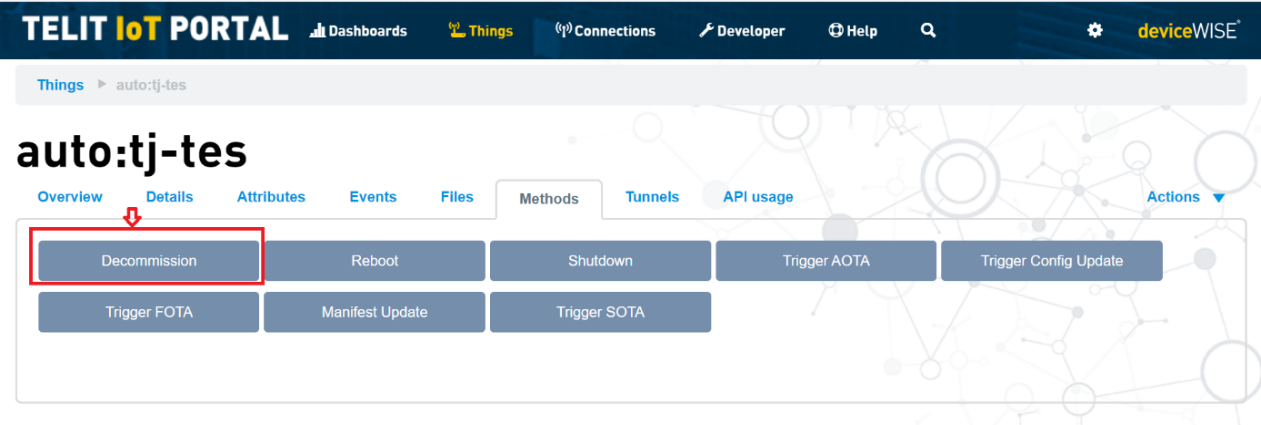 TELIT IoT PORTAL Dashboards Things Connections Developer Help deviceWISE®
Things auto:tj-tes
auto:tj-tes
Overview Details Attributes Events Files Methods Tunnels API usage Actions
Decommission Reboot Shutdown Trigger AOTA Trigger Config Update
Trigger FOTA Manifest Update Trigger SOTA